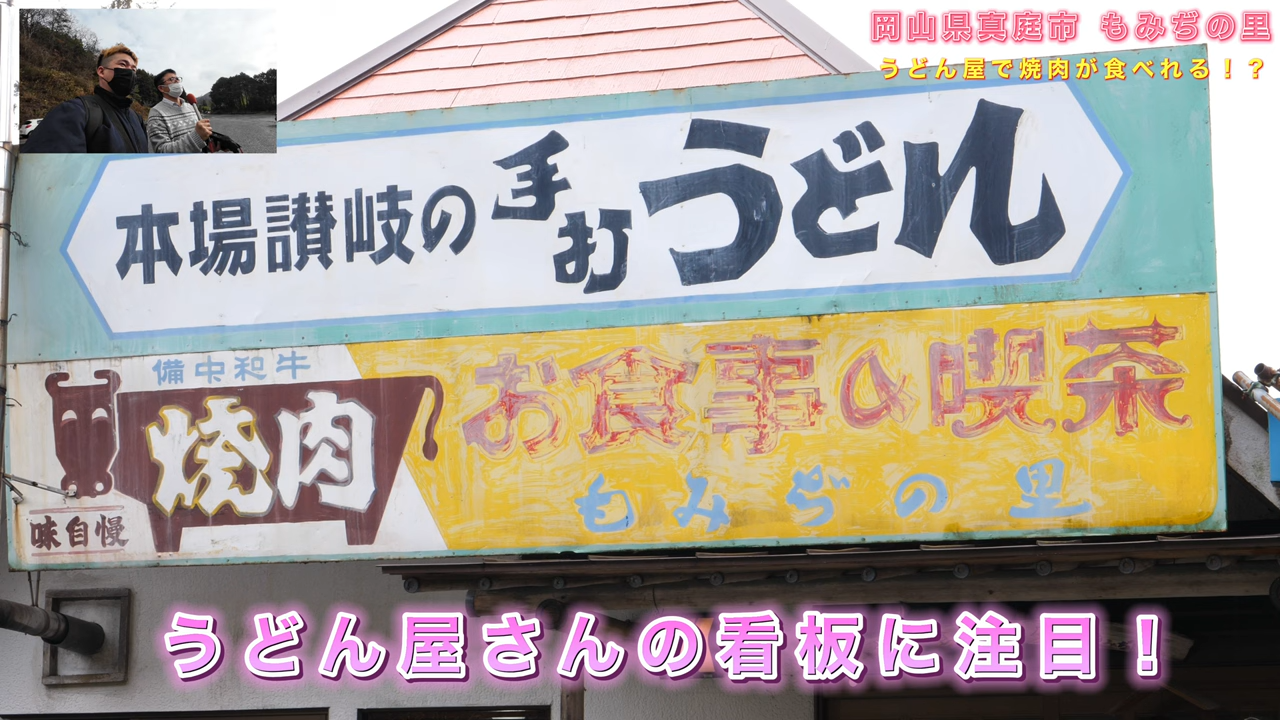 岡山県真庭市 もみぢの里
うどん屋で焼肉が食べれる！？
本場讃岐の手打うどん
備中和牛
焼肉
味自慢
お食事&喫茶
もみぢの里
うどん屋さんの看板に注目！